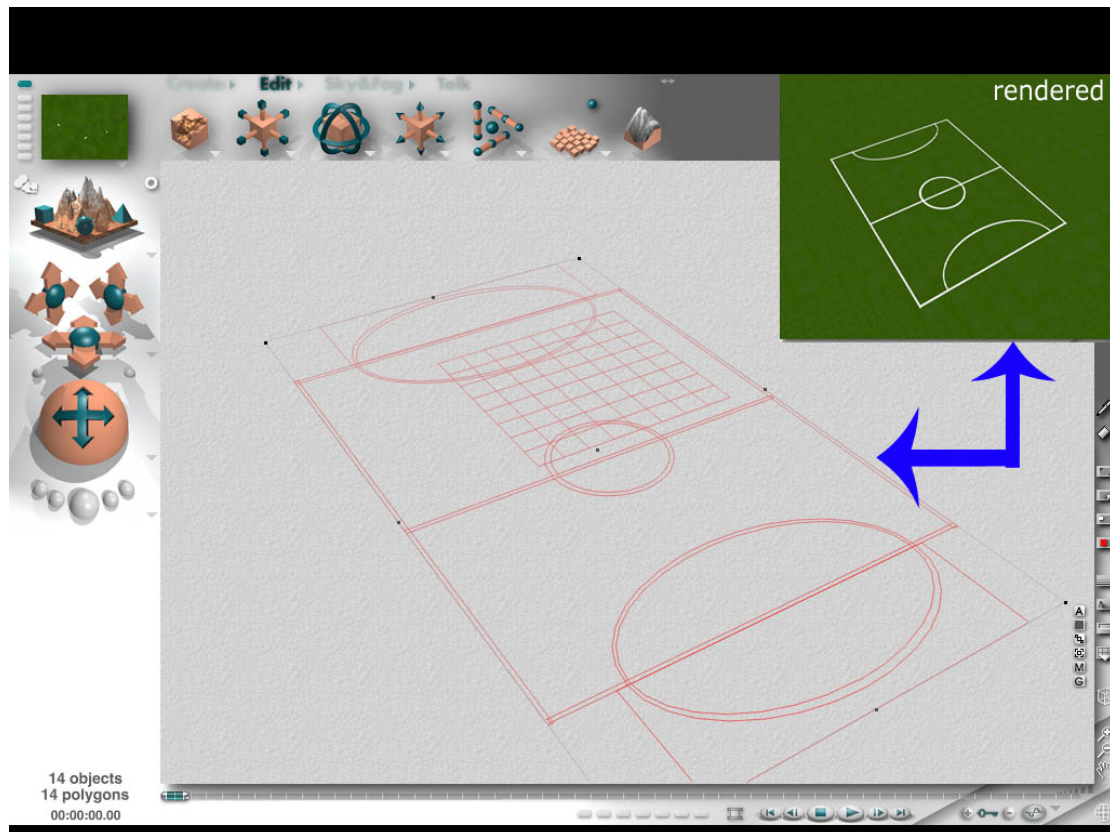 Create Edit Sky&Fog Talk
rendered
A
M
G
14 objects
14 polygons
00:00:00.00